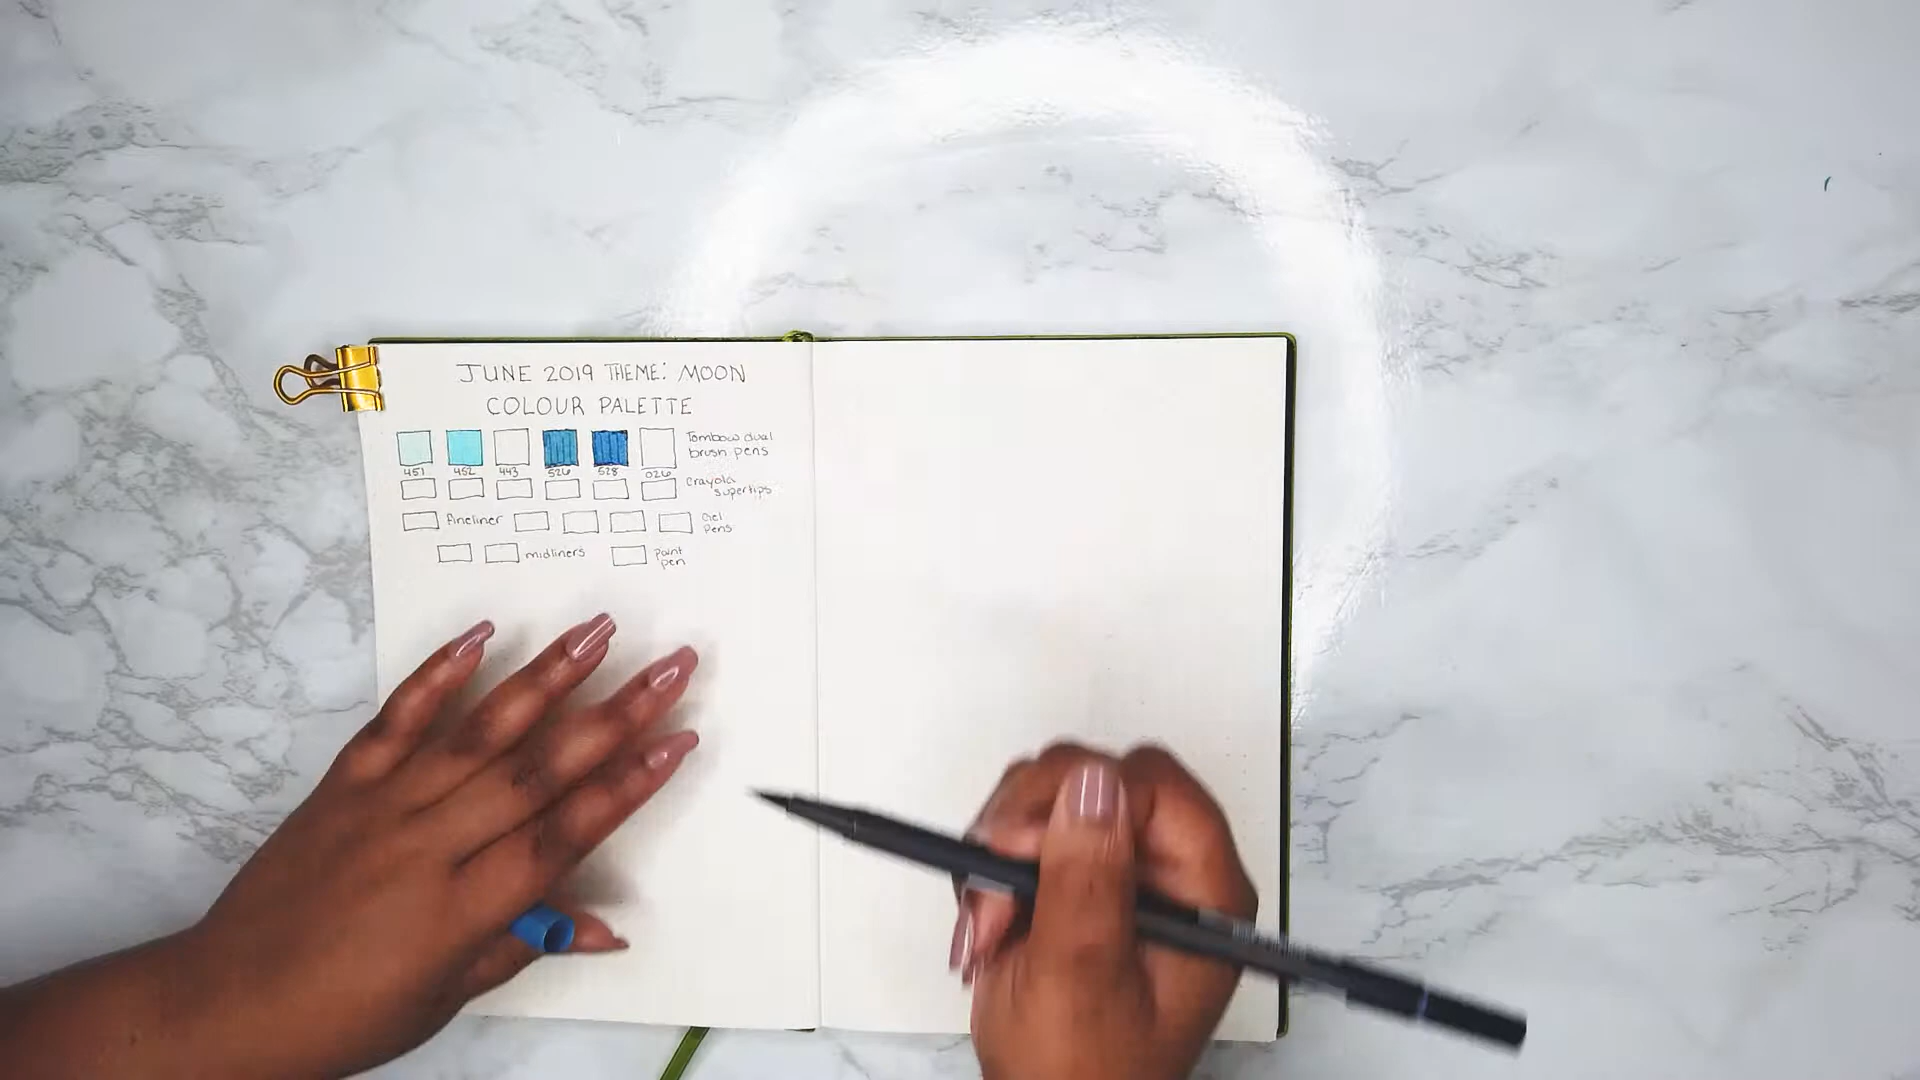 JUNE 2019 THEME: MOON
COLOUR PALETTE
Tombow dual
brush pens
451 452 443 526 528 026
Crayola
supertips
fineliner
Gel
pens
midliners
paint
pen